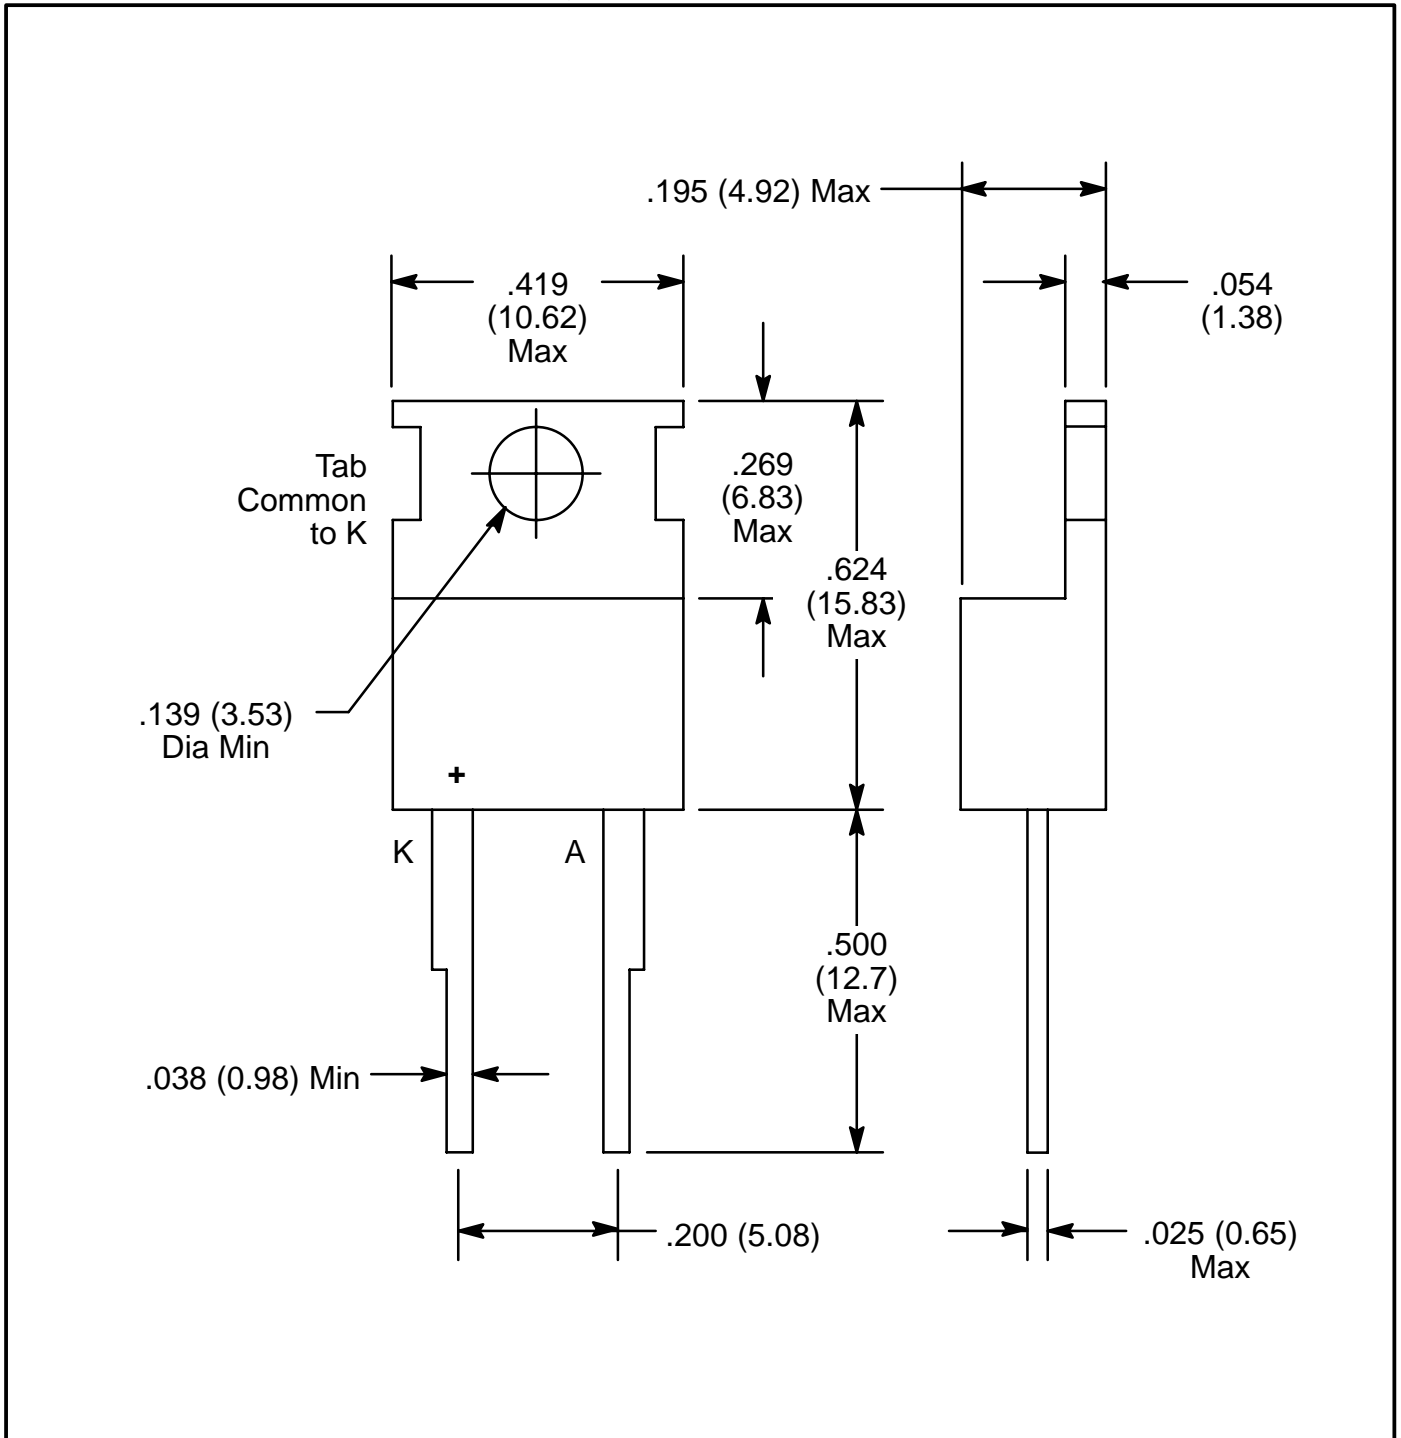 .195 (4.92) Max
.419
(10.62)
Max
.054
(1.38)
Tab
Common
to K
.269
(6.83)
Max
.624
(15.83)
Max
.139 (3.53)
Dia Min
+
K
A
.500
(12.7)
Max
.038 (0.98) Min
.200 (5.08)
.025 (0.65)
Max